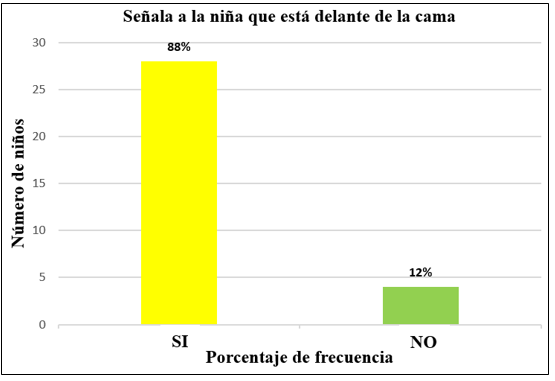 Señala a la niña que está delante de la cama
30
25
20
15
10
5
0
Número de niños
88%
12%
SI
NO
Porcentaje de frecuencia